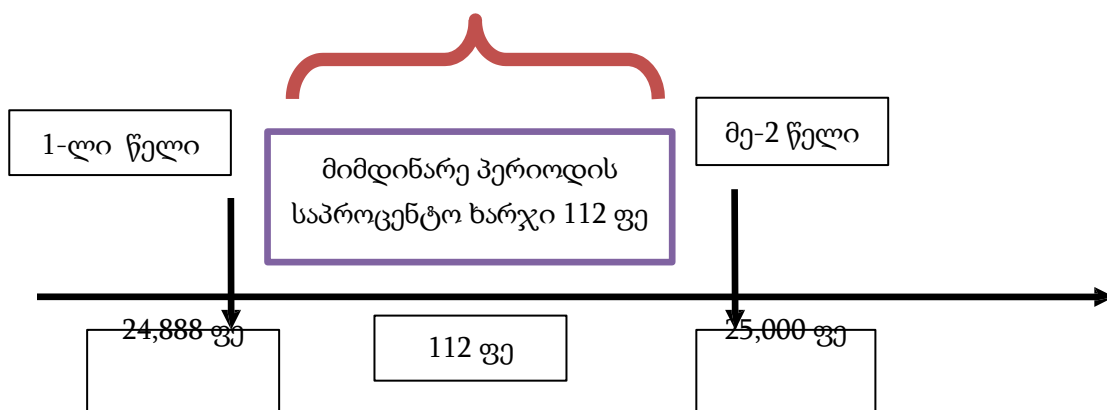 1-ლი წელი
მე-2 წელი
მიმდინარე პერიოდის
საპროცენტო ხარჯი 112 ფე
24,888 ფე
112 ფე
25,000 ფე